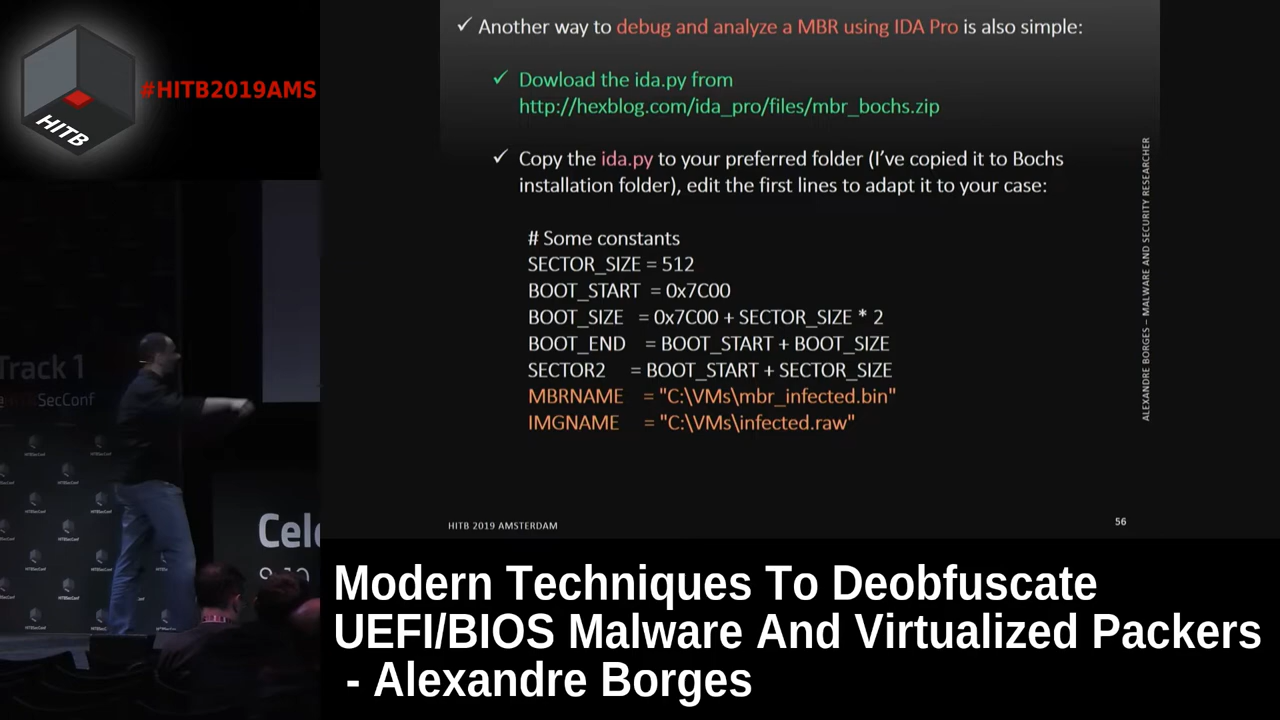 HITB
#HITB2019AMS
✓ Another way to debug and analyze a MBR using IDA Pro is also simple:
✓ Dowload the ida.py from
http://hexblog.com/ida_pro/files/mbr_bochs.zip
✓ Copy the ida.py to your preferred folder (I've copied it to Bochs
installation folder), edit the first lines to adapt it to your case:
# Some constants
SECTOR_SIZE = 512
BOOT_START = 0x7C00
BOOT_SIZE = 0x7C00 + SECTOR_SIZE * 2
BOOT_END = BOOT_START + BOOT_SIZE
SECTOR2 = BOOT_START + SECTOR_SIZE
MBRNAME = "C:\VMs\mbr_infected.bin"
IMGNAME = "C:\VMs\infected.raw"
ALEXANDRE BORGES – MALWARE AND SECURITY RESEARCHER
HITB 2019 AMSTERDAM
56
Track 1
SecConf
Modern Techniques To Deobfuscate
UEFI/BIOS Malware And Virtualized Packers
- Alexandre Borges